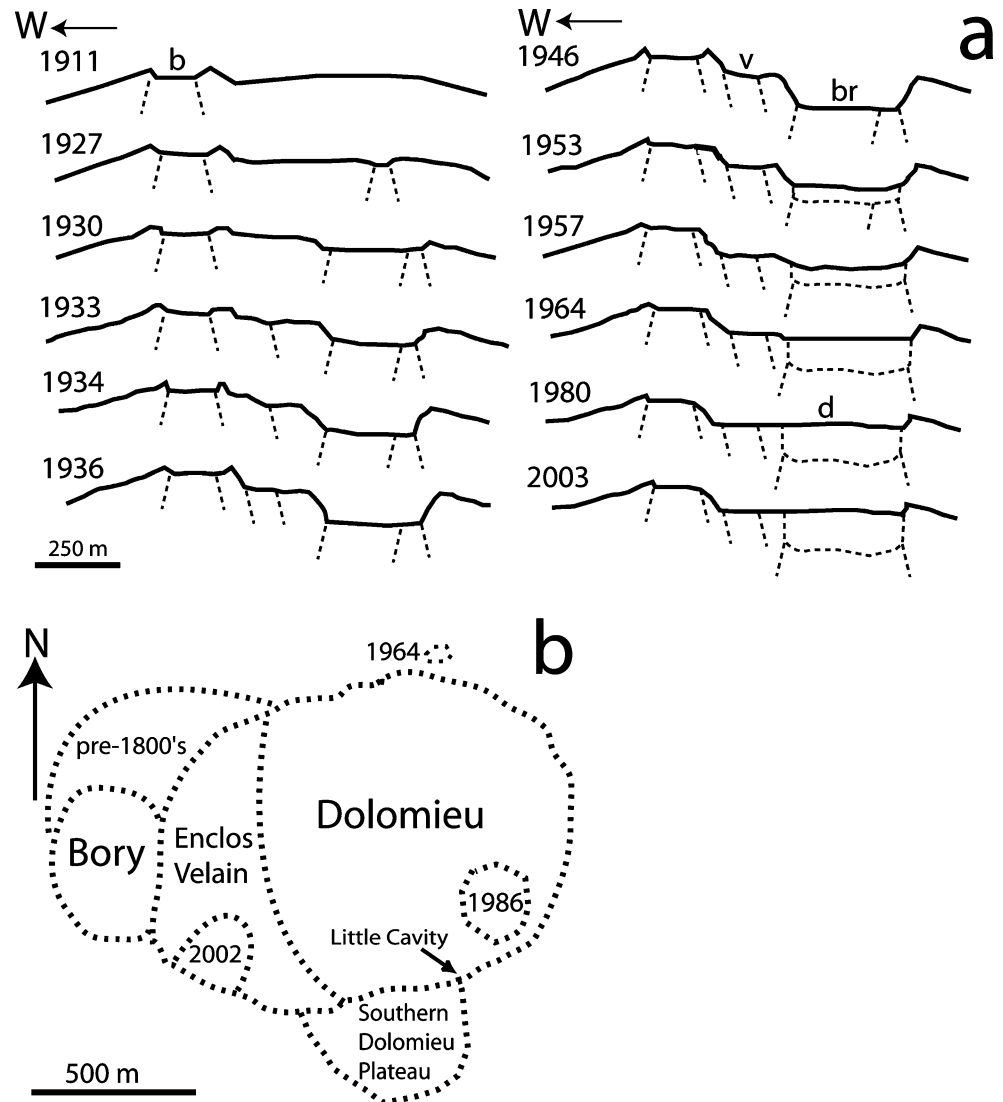 W
1911
b
1927
1930
1933
1934
1936
250 m
W
a
1946
v
br
1953
1957
1964
1980
d
2003
N
b
1964
pre-1800's
Dolomieu
Bory
Enclos
Velain
1986
2002
Little Cavity
Southern
Dolomieu
Plateau
500 m